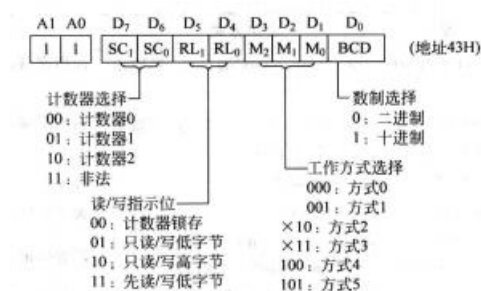 A1 A0 D₇ D₆ D₅ D₄ D₃ D₂ D₁ D₀
1 1 SC₁ SC₀ RL₁ RL₀ M₂ M₁ M₀ BCD (地址43H)
计数器选择
00：计数器0
01：计数器1
10：计数器2
11：非法
读/写指示位
00：计数器锁存
01：只读/写低字节
10：只读/写高字节
11：先读/写低字节
数制选择
0：二进制
1：十进制
工作方式选择
000：方式0
001：方式1
×10：方式2
×11：方式3
100：方式4
101：方式5